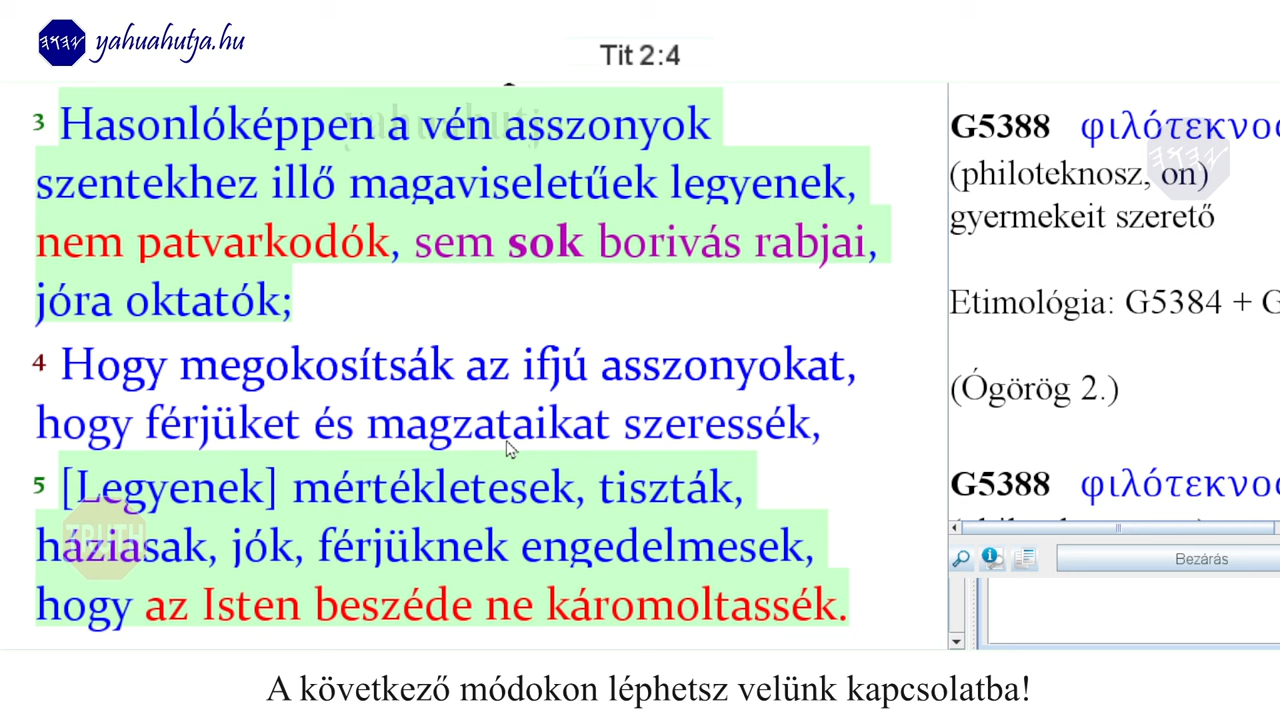 yahuahutja.hu
Tit 2:4
3 Hasonlóképpen a vén asszonyok
szentekhez illő magaviseletűek legyenek,
nem patvarkodók, sem sok borivás rabjai,
jóra oktatók;
4 Hogy megokosítsák az ifjú asszonyokat,
hogy férjüket és magzataikat szeressék,
5 [Legyenek] mértékletesek, tiszták,
háziasak, jók, férjüknek engedelmesek,
hogy az Isten beszéde ne káromoltassék.
TRUTH
G5388 φιλότεκνος
(philoteknosz, on)
gyermekeit szerető
Etimológia: G5384 + G
(Ógörög 2.)
G5388 φιλότεκνος
Bezárás
A következő módokon léphetsz velünk kapcsolatba!